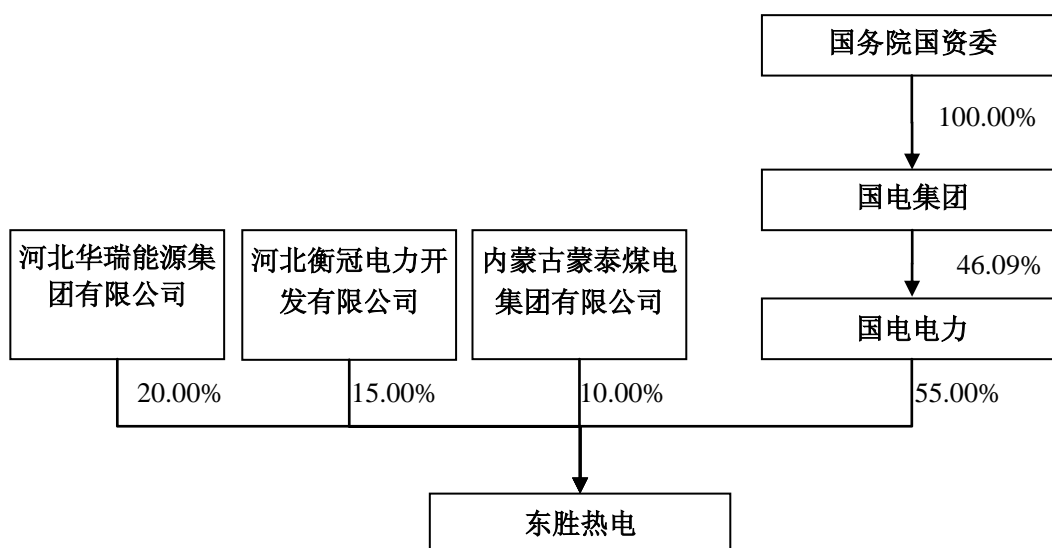 国务院国资委
100.00%
国电集团
46.09%
河北华瑞能源集
团有限公司
河北衡冠电力开
发有限公司
内蒙古蒙泰煤电
集团有限公司
国电电力
20.00%
15.00%
10.00%
55.00%
东胜热电